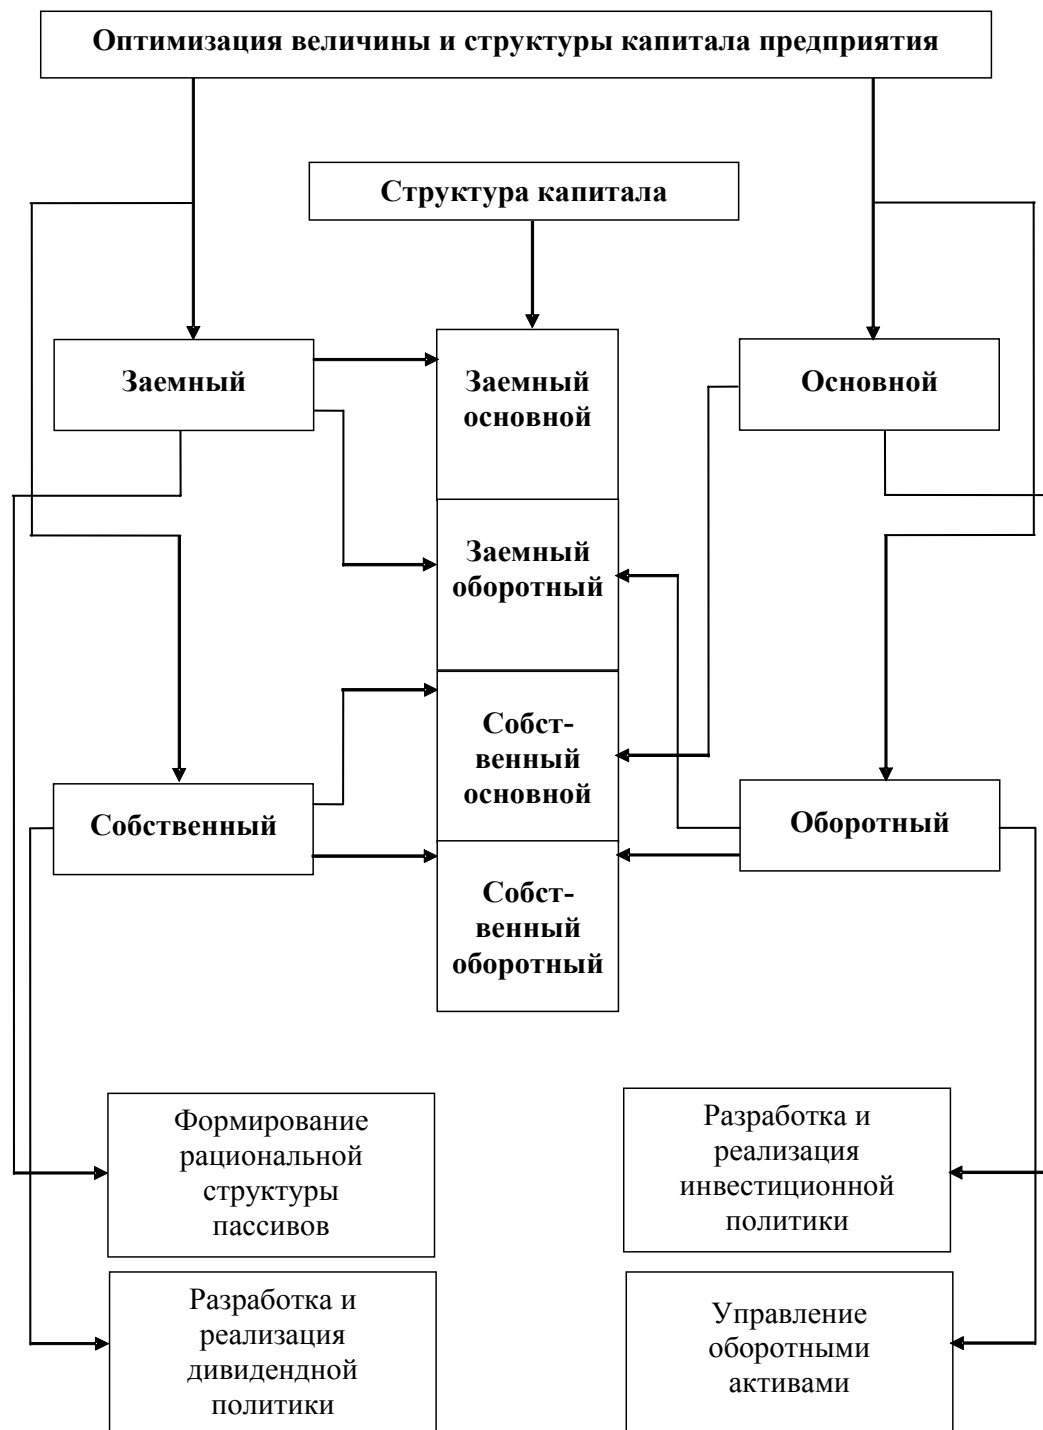 Оптимизация величины и структуры капитала предприятия
Структура капитала
Заемный
Заемный
основной
Основной
Заемный
оборотный
Собст-
венный
основной
Собственный
Оборотный
Собст-
венный
оборотный
Формирование
рациональной
структуры
пассивов
Разработка и
реализация
инвестиционной
политики
Разработка и
реализация
дивидендной
политики
Управление
оборотными
активами